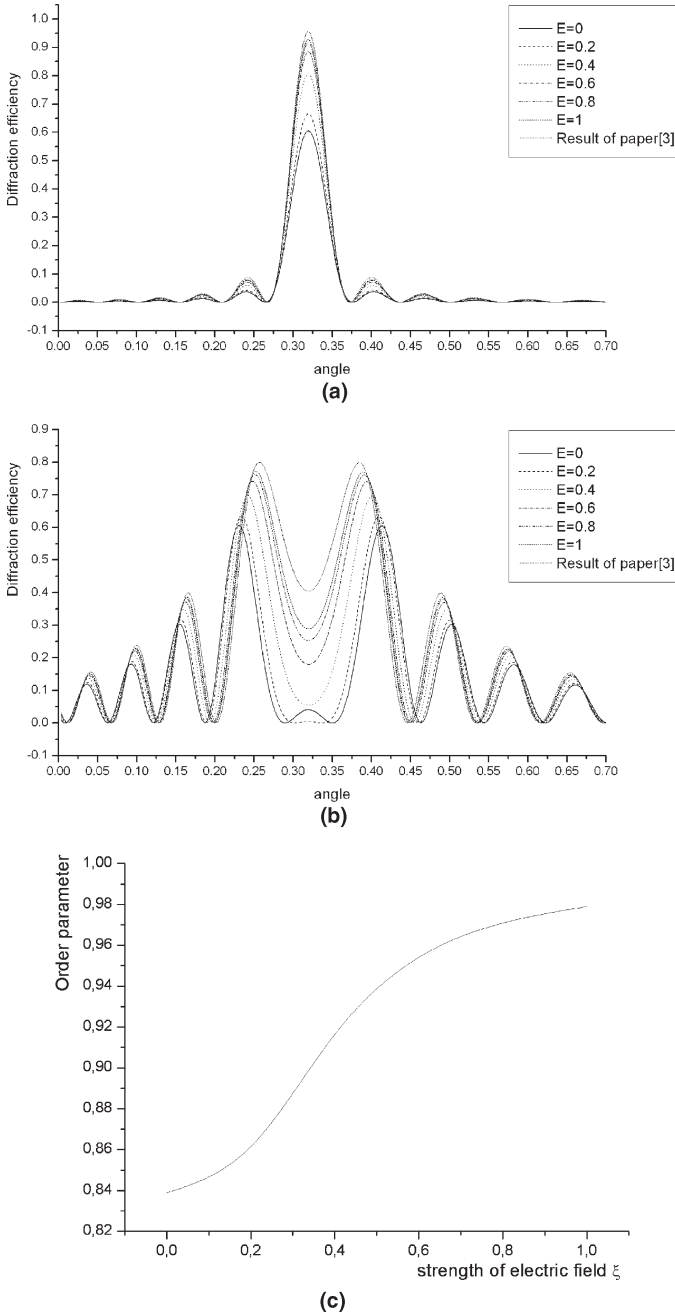 1.0
0.9
0.8
0.7
0.6
0.5
0.4
0.3
0.2
0.1
0.0
-0.1
Diffraction efficiency
E=0
E=0.2
E=0.4
E=0.6
E=0.8
E=1
Result of paper[3]
0.00 0.05 0.10 0.15 0.20 0.25 0.30 0.35 0.40 0.45 0.50 0.55 0.60 0.65 0.70
angle
(a)
0.9
0.8
0.7
0.6
0.5
0.4
0.3
0.2
0.1
0.0
-0.1
Diffraction efficiency
E=0
E=0.2
E=0.4
E=0.6
E=0.8
E=1
Result of paper[3]
0.00 0.05 0.10 0.15 0.20 0.25 0.30 0.35 0.40 0.45 0.50 0.55 0.60 0.65 0.70
angle
(b)
1,00
0,98
0,96
0,94
0,92
0,90
0,88
0,86
0,84
0,82
Order parameter
0,0 0,2 0,4 0,6 0,8 1,0
strength of electric field ξ
(c)